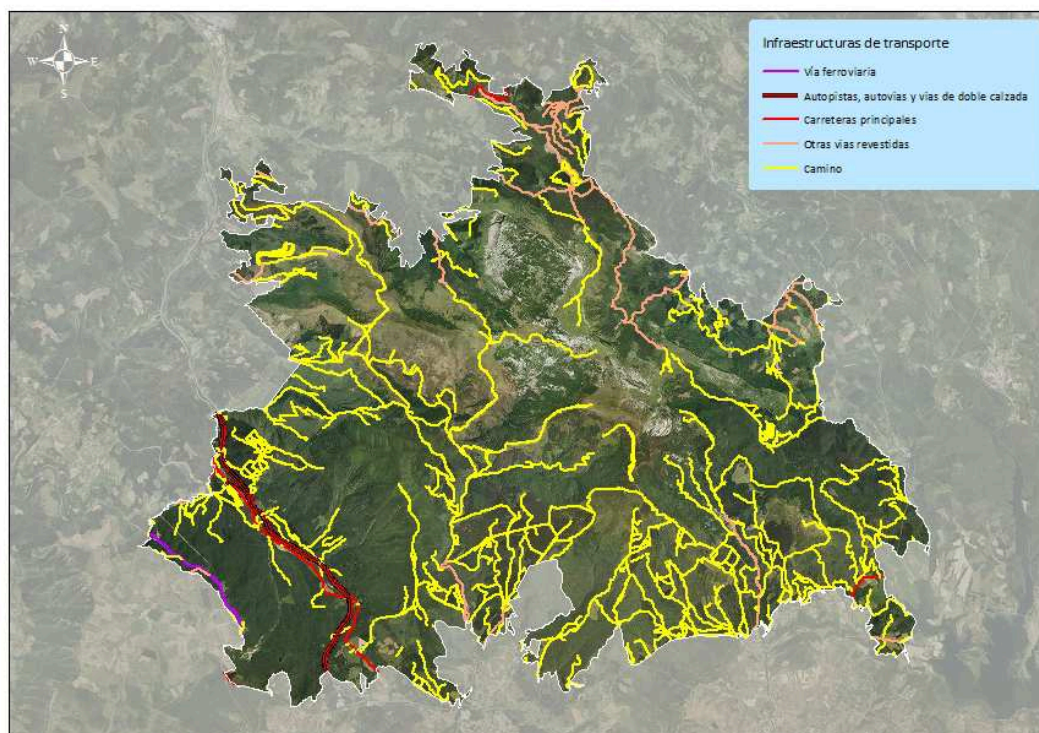 N
W E
S
Infraestructuras de transporte
Vía ferroviaria
Autopistas, autovías y vías de doble calzada
Carreteras principales
Otras vías revestidas
Camino